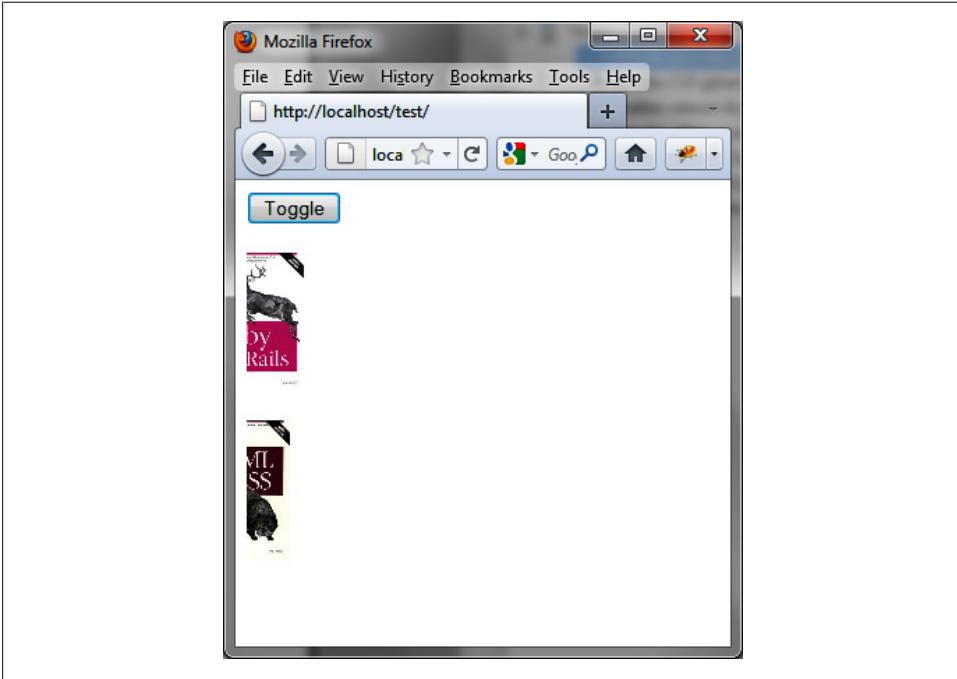 Mozilla Firefox
File Edit View History Bookmarks Tools Help
http://localhost/test/
loca Goo
Toggle
by
Rails
ML
SS